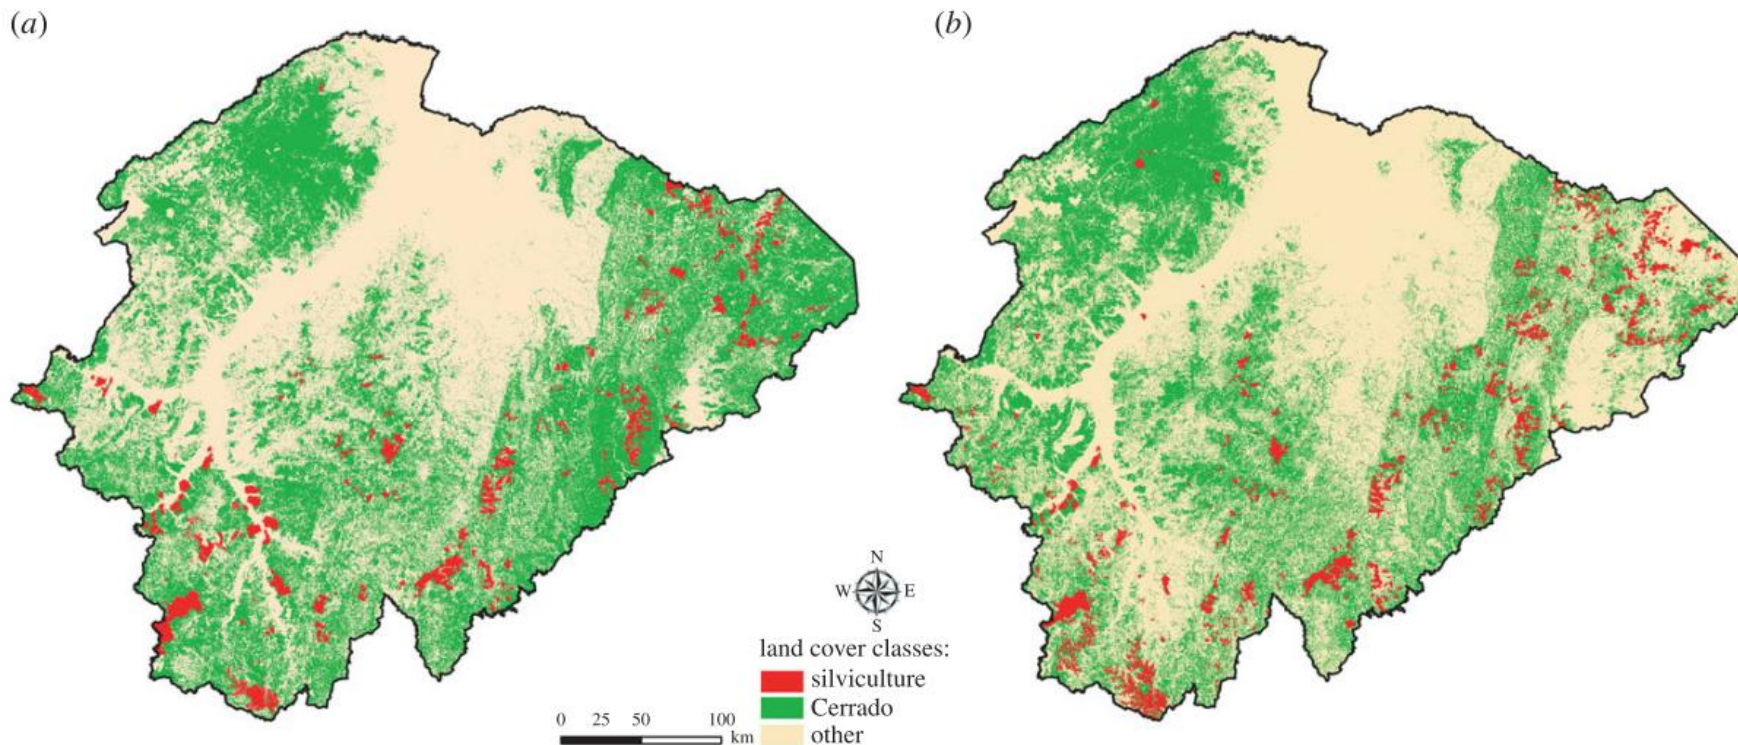 (a)
(b)
N
W E
S
land cover classes:
silviculture
Cerrado
other
0 25 50 100
km